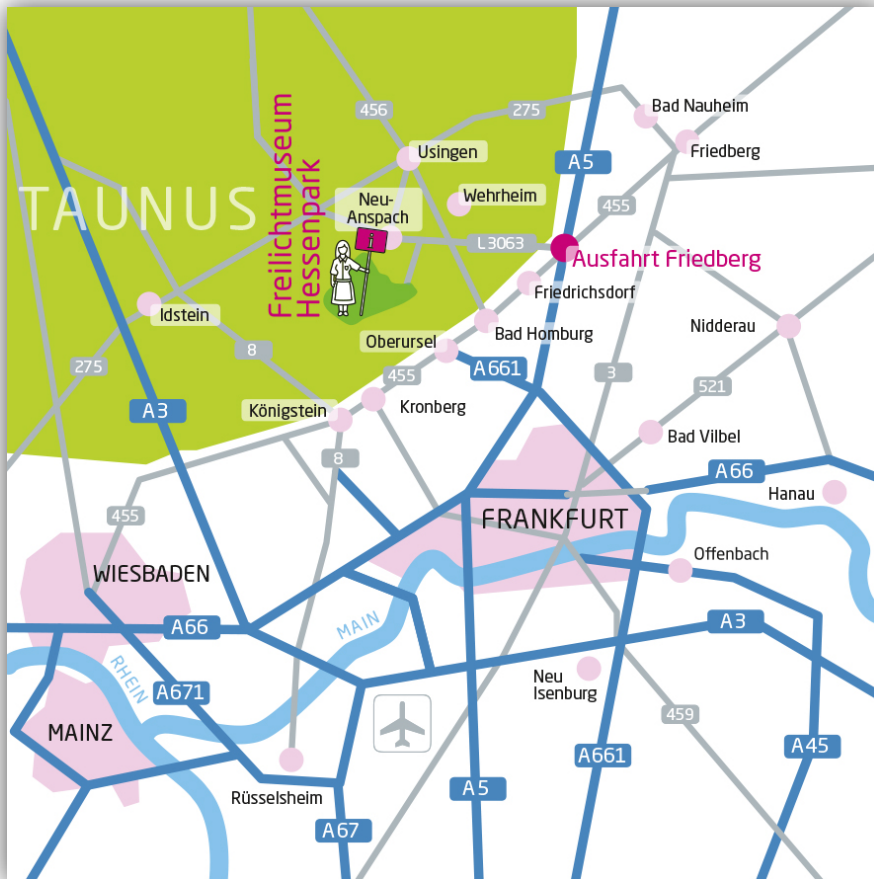 Bad Nauheim
456
275
Friedberg
Usingen
A5
TAUNUS
Freilichtmuseum
Hessenpark
Neu-
Anspach
Wehrheim
455
L3063
Ausfahrt Friedberg
i
Friedrichsdorf
Idstein
Bad Homburg
Nidderau
Oberursel
8
275
A661
455
3
521
A3
Königstein
Kronberg
Bad Vilbel
8
A66
Hanau
455
FRANKFURT
Offenbach
WIESBADEN
A66
MAIN
A3
RHEIN
A671
Neu
Isenburg
459
MAINZ
A661
A45
Rüsselsheim
A5
A67